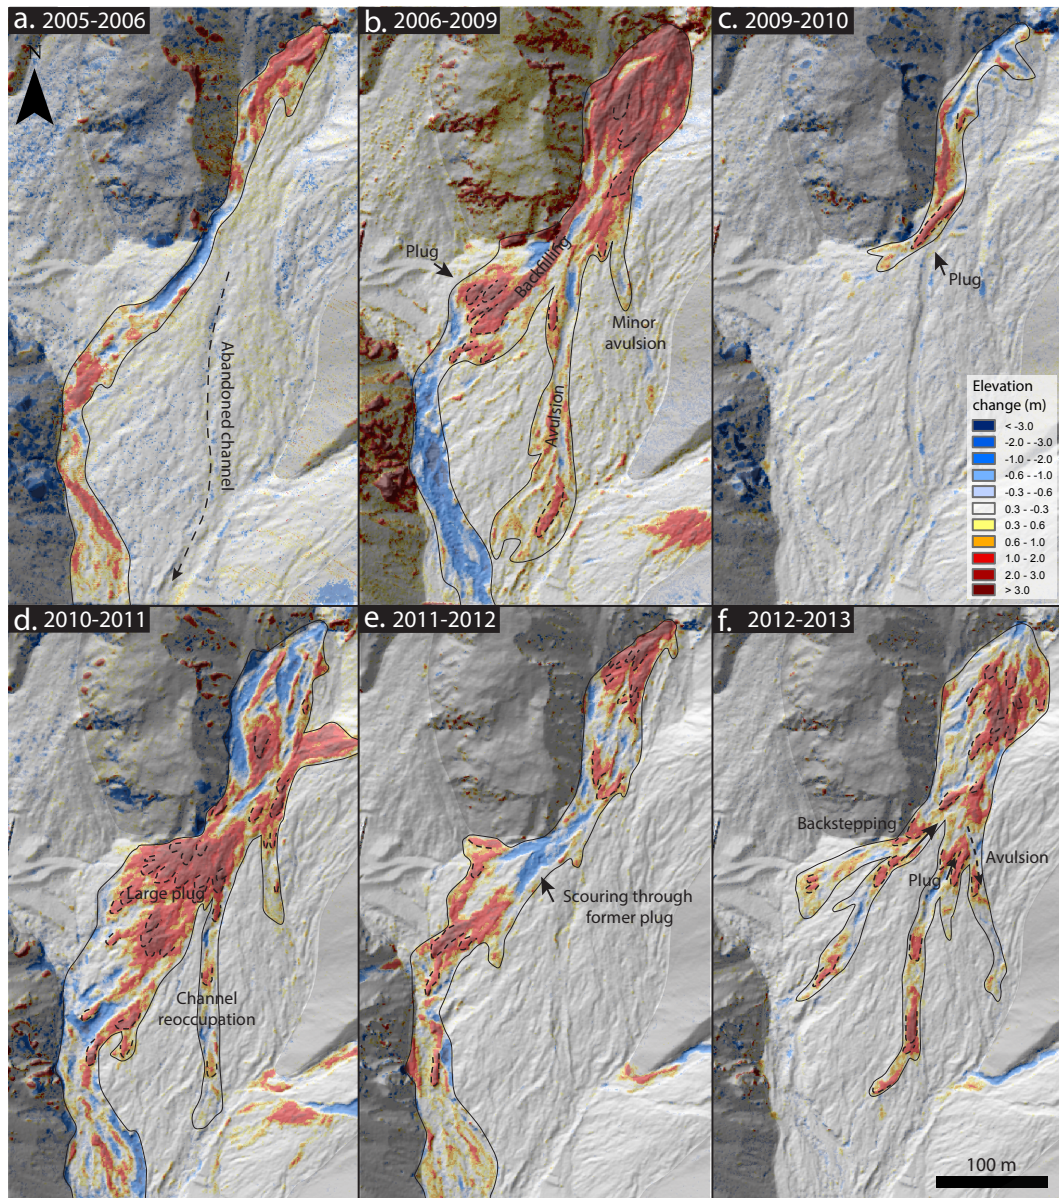 a. 2005-2006
N
Abandoned channel
b. 2006-2009
Plug
Backfilling
Minor
avulsion
Avulsion
c. 2009-2010
Plug
Elevation
change (m)
< -3.0
-2.0 - -3.0
-1.0 - -2.0
-0.6 - -1.0
-0.3 - -0.6
0.3 - -0.3
0.3 - 0.6
0.6 - 1.0
1.0 - 2.0
2.0 - 3.0
> 3.0
d. 2010-2011
Large plug
Channel
reoccupation
e. 2011-2012
Scouring through
former plug
f. 2012-2013
Backstepping
Plug
Avulsion
100 m